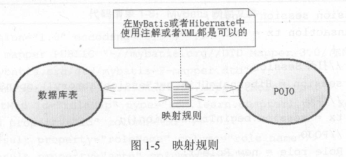 在MyBatis或者Hibernate中
使用注解或者XML都是可以的
数据库表
POJO
映射规则
图 1-5 映射规则